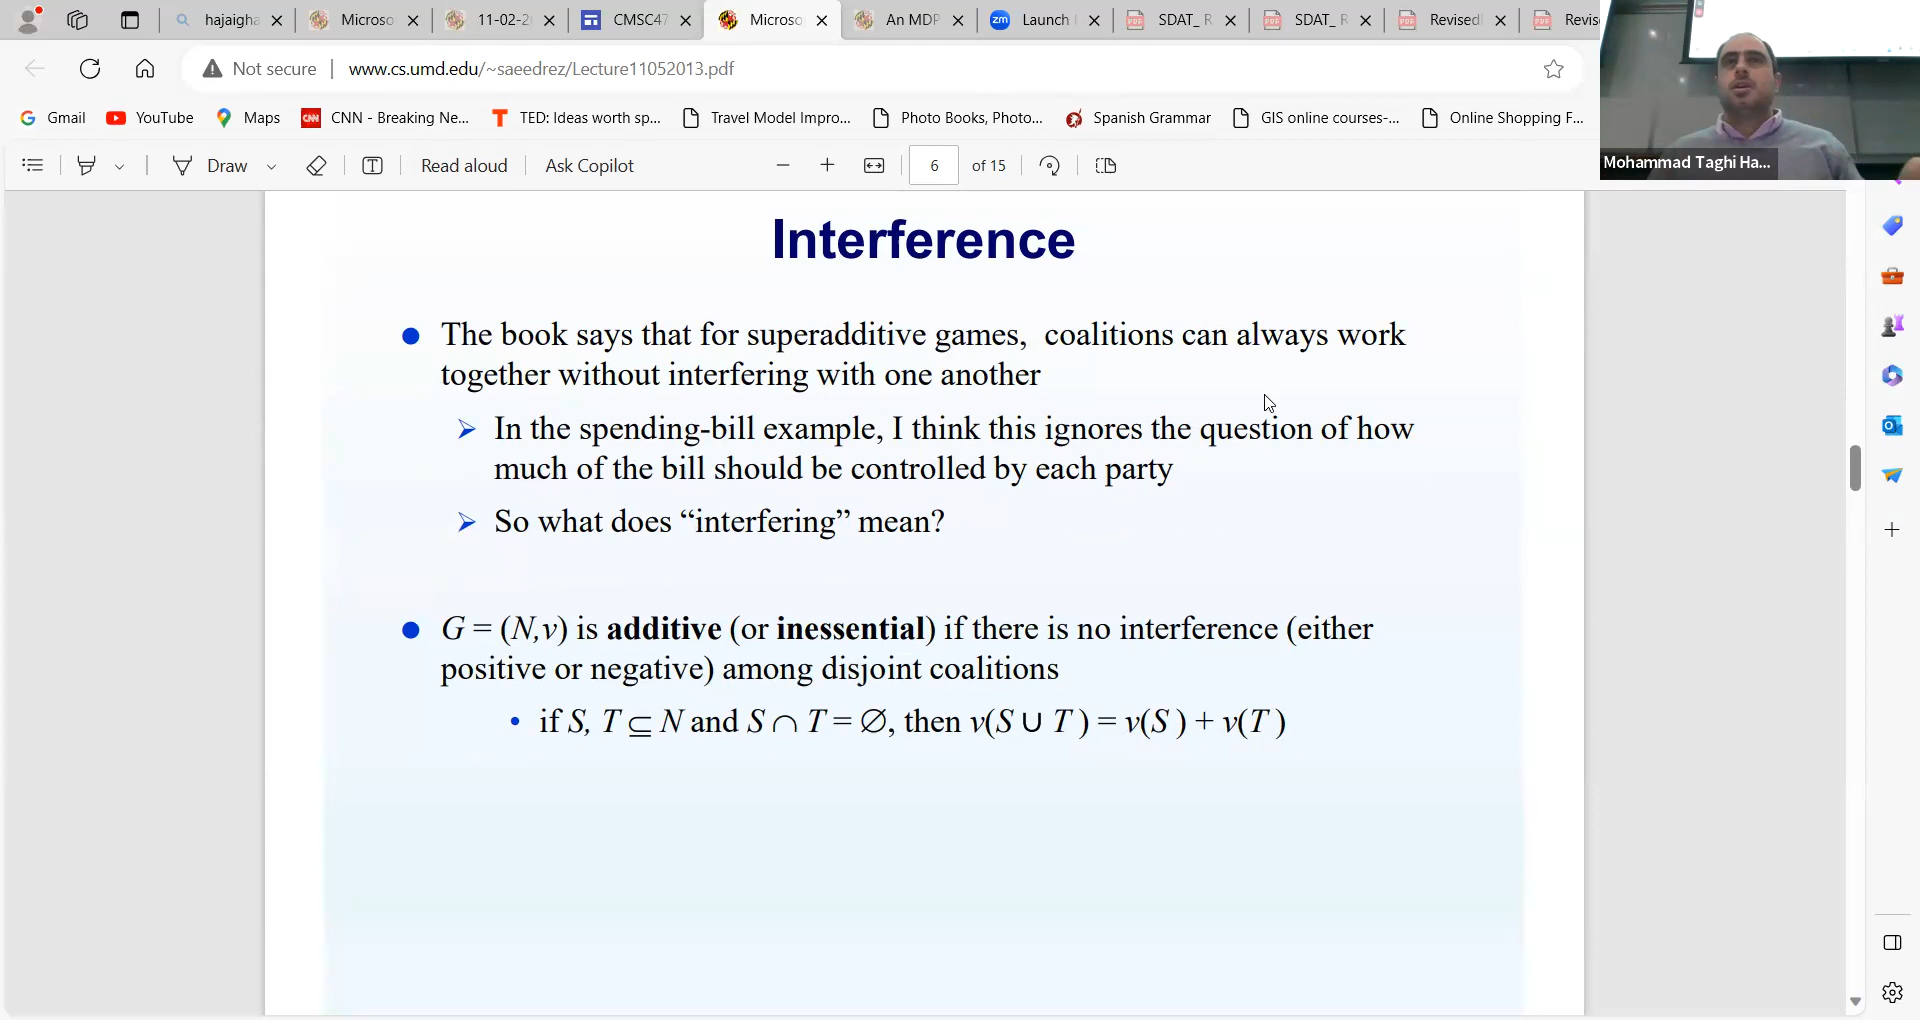 hajaigha
Microso
11-02-2
CMSC47
Microso
An MDP
zm
Launch
SDAT_ R
SDAT_ R
Revised
Revise
Not secure
www.cs.umd.edu/~saeedrez/Lecture11052013.pdf
Gmail
YouTube
Maps
CNN
CNN - Breaking Ne...
TED: Ideas worth sp...
Travel Model Impro...
Photo Books, Photo...
Spanish Grammar
GIS online courses-...
Online Shopping F...
Draw
Read aloud
Ask Copilot
6
of 15
Mohammad Taghi Ha...
Interference
The book says that for superadditive games, coalitions can always work
together without interfering with one another
In the spending-bill example, I think this ignores the question of how
much of the bill should be controlled by each party
So what does “interfering” mean?
G = (N,v) is additive (or inessential) if there is no interference (either
positive or negative) among disjoint coalitions
if S, T ⊆ N and S ∩ T = ∅, then v(S ∪ T ) = v(S ) + v(T )